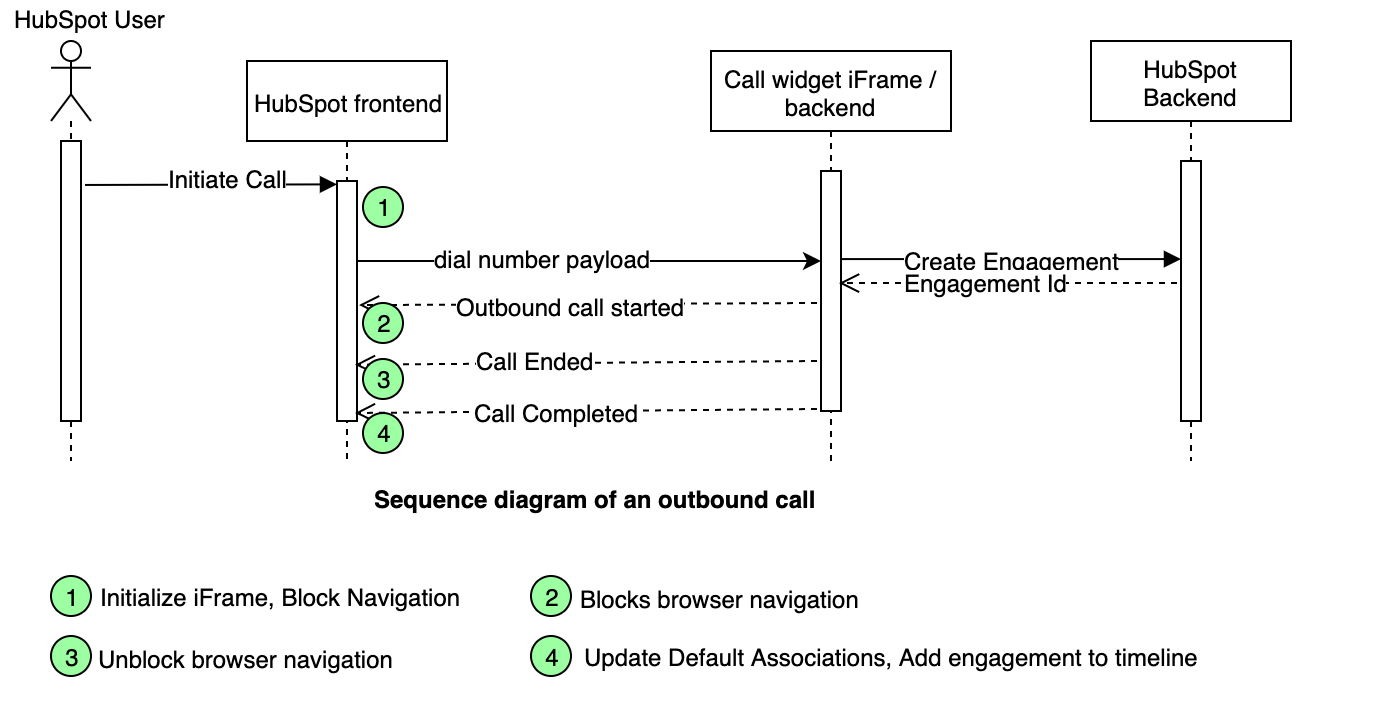 HubSpot User
HubSpot frontend
Call widget iFrame /
backend
HubSpot
Backend
Initiate Call
1
dial number payload
Create Engagement
Engagement Id
Outbound call started
2
Call Ended
3
Call Completed
4
Sequence diagram of an outbound call
1 Initialize iFrame, Block Navigation
2 Blocks browser navigation
3 Unblock browser navigation
4 Update Default Associations, Add engagement to timeline